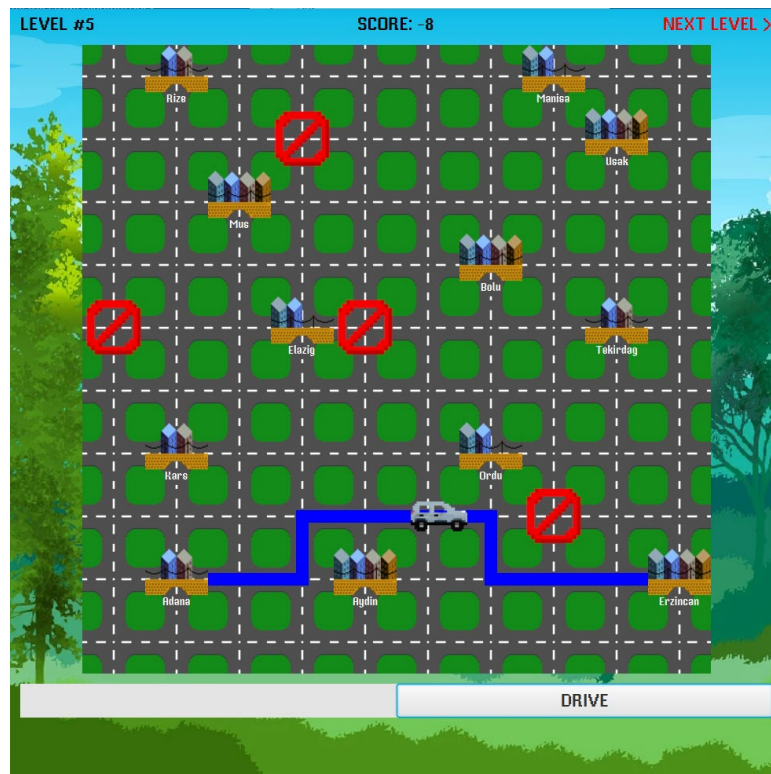 LEVEL #5
SCORE: -8
NEXT LEVEL >
Rize
Manisa
Usak
Mus
Bolu
Elazig
Tekirdag
Kars
Ordu
Adana
Aydin
Erzincan
DRIVE